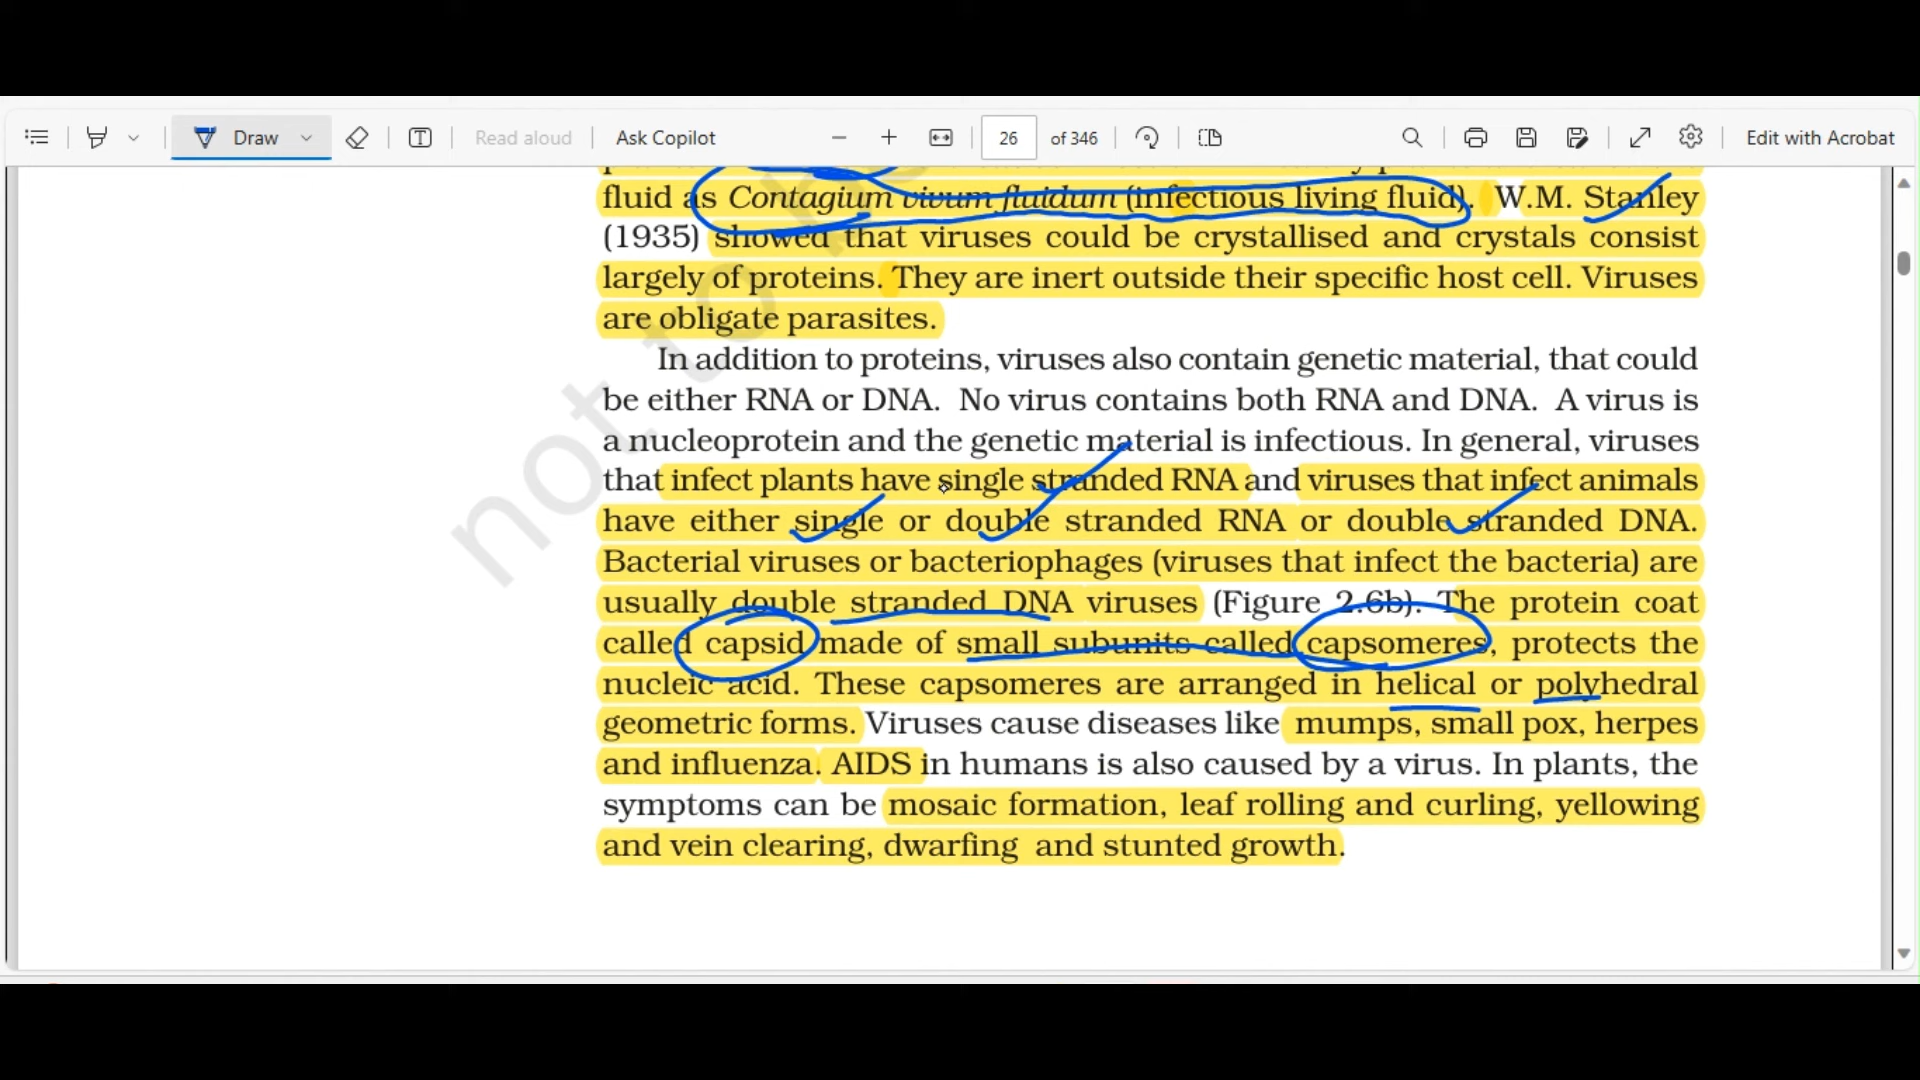 Draw
Read aloud
Ask Copilot
26 of 346
Edit with Acrobat
fluid as Contagium vivum fluidum (infectious living fluid). W.M. Stanley
(1935) showed that viruses could be crystallised and crystals consist
largely of proteins. They are inert outside their specific host cell. Viruses
are obligate parasites.
In addition to proteins, viruses also contain genetic material, that could
be either RNA or DNA. No virus contains both RNA and DNA. A virus is
a nucleoprotein and the genetic material is infectious. In general, viruses
that infect plants have single stranded RNA and viruses that infect animals
have either single or double stranded RNA or double stranded DNA.
Bacterial viruses or bacteriophages (viruses that infect the bacteria) are
usually double stranded DNA viruses (Figure 2.6b). The protein coat
called capsid made of small subunits called capsomeres, protects the
nucleic acid. These capsomeres are arranged in helical or polyhedral
geometric forms. Viruses cause diseases like mumps, small pox, herpes
and influenza. AIDS in humans is also caused by a virus. In plants, the
symptoms can be mosaic formation, leaf rolling and curling, yellowing
and vein clearing, dwarfing and stunted growth.
not to